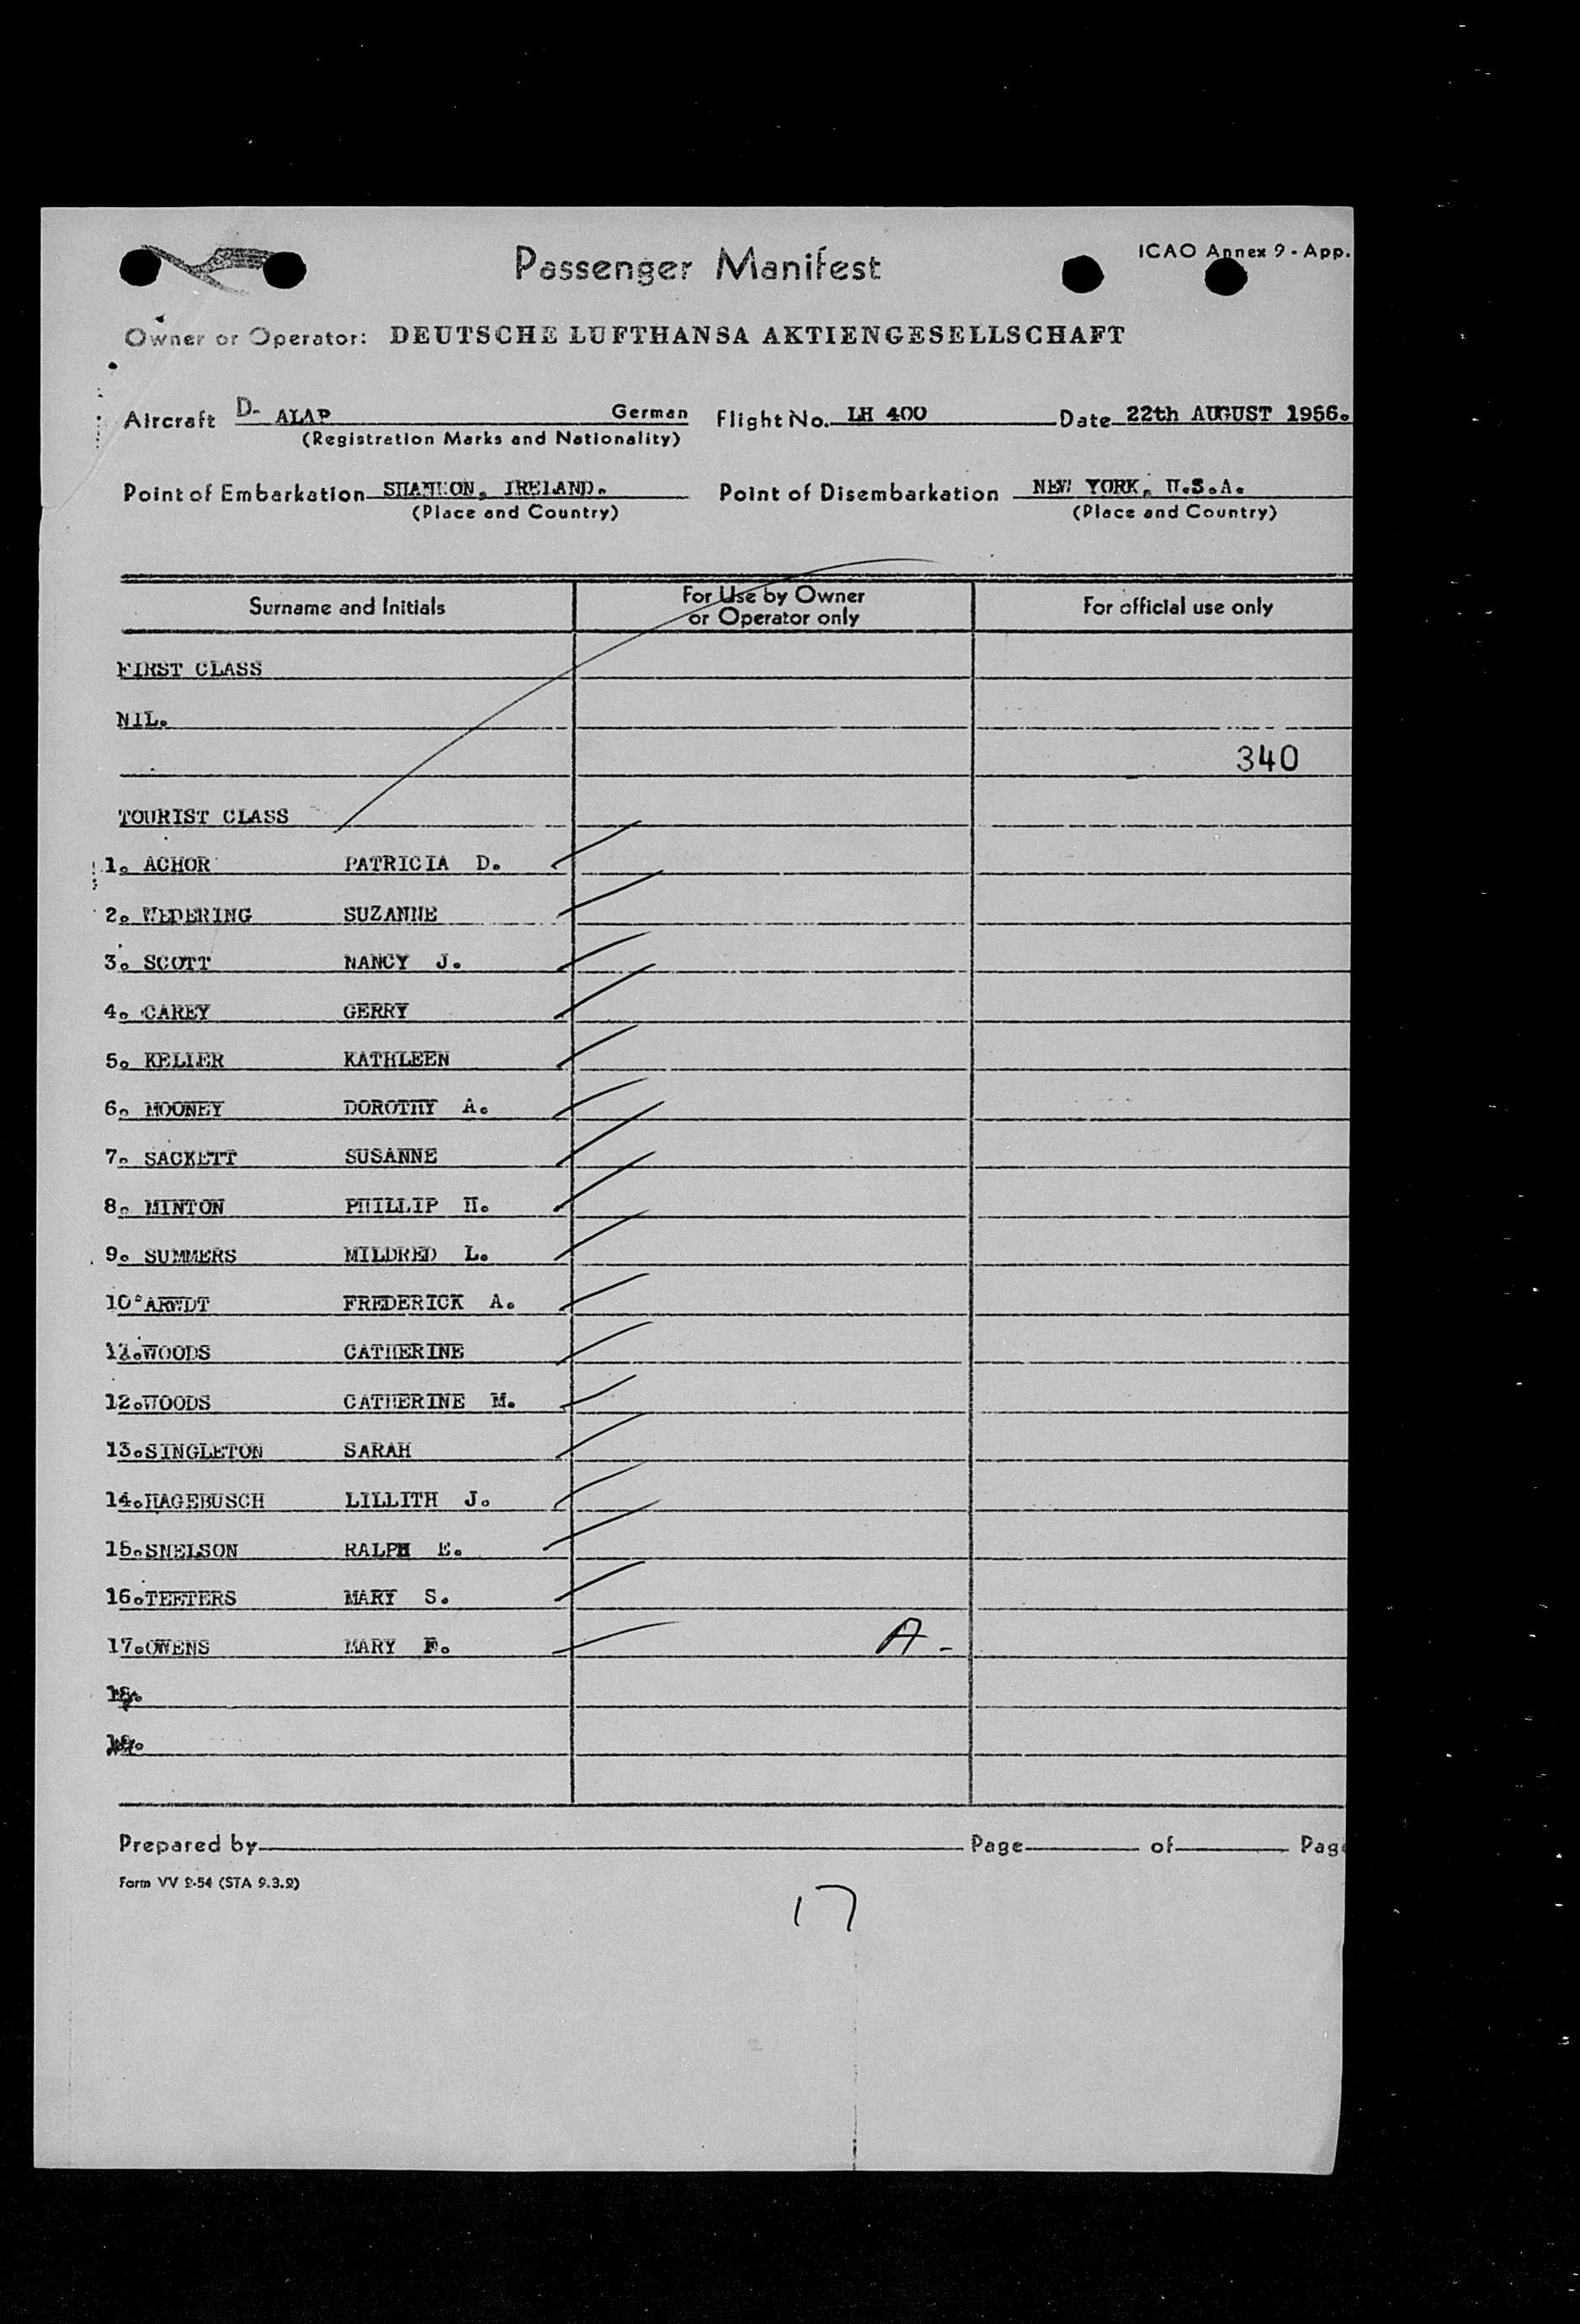 Passenger Manifest
ICAO Annex 9 - App.
Owner or Operator: DEUTSCHE LUFTHANSA AKTIENGESELLSCHAFT
Aircraft D- ALAP German Flight No. LH 400 Date 22th AUGUST 1956.
(Registration Marks and Nationality)
Point of Embarkation SHANNON, IRELAND. Point of Disembarkation NEW YORK, U.S.A.
(Place and Country) (Place and Country)
Surname and Initials For Use by Owner or Operator only For official use only
FIRST CLASS
NIL.
340
TOURIST CLASS
1. ACHOR PATRICIA D.
2. WEDERING SUZANNE
3. SCOTT NANCY J.
4. CAREY GERRY
5. KELLER KATHLEEN
6. MOONEY DOROTHY A.
7. SACKETT SUSANNE
8. MINTON PHILLIP H.
9. SUMMERS MILDRED L.
10. ARNDT FREDERICK A.
11. WOODS CATHERINE
12. WOODS CATHERINE M.
13. SINGLETON SARAH
14. HAGEBUSCH LILLITH J.
15. SNELSON RALPH E.
16. TEETERS MARY S.
17. OWENS MARY F. A -
18.
19.
Prepared by Page of Page
Form VV 2-54 (STA 9.3.2)
17